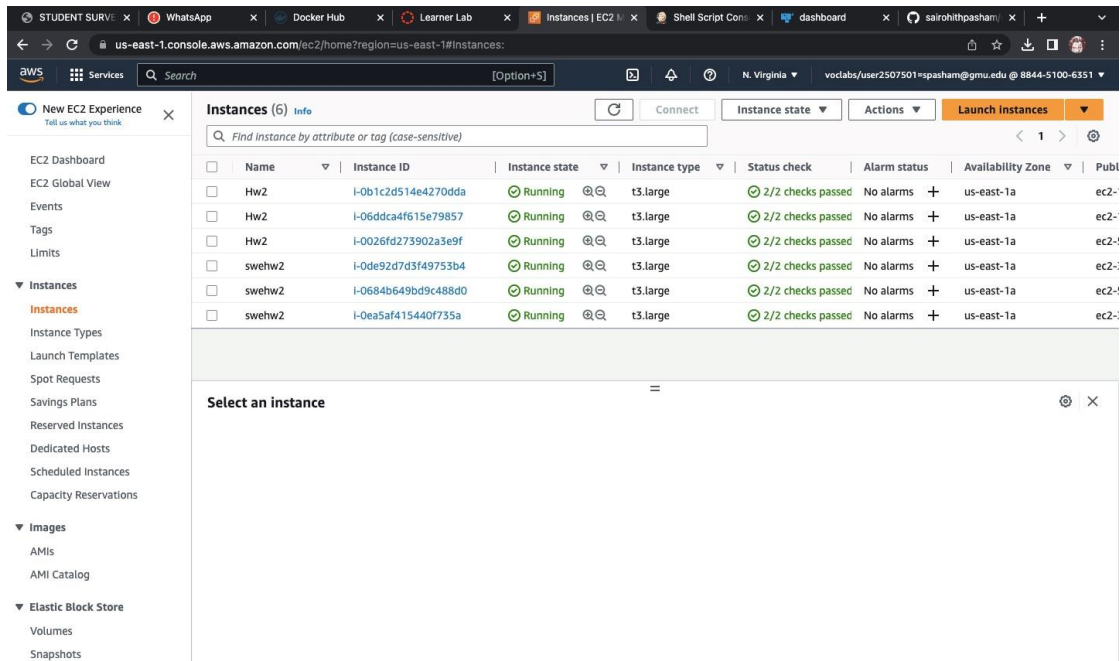 STUDENT SURVE
WhatsApp
Docker Hub
Learner Lab
Instances | EC2 M
Shell Script Cons
dashboard
sairohithpasham/
us-east-1.console.aws.amazon.com/ec2/home?region=us-east-1#Instances:
aws Services Search [Option+S] N. Virginia ▼ voclabs/user2507501=spasham@gmu.edu @ 8844-5100-6351 ▼
New EC2 Experience
Tell us what you think
EC2 Dashboard
EC2 Global View
Events
Tags
Limits
▼ Instances
Instances
Instance Types
Launch Templates
Spot Requests
Savings Plans
Reserved Instances
Dedicated Hosts
Scheduled Instances
Capacity Reservations
▼ Images
AMIs
AMI Catalog
▼ Elastic Block Store
Volumes
Snapshots
Instances (6) Info Connect Instance state ▼ Actions ▼ Launch instances ▼
Find instance by attribute or tag (case-sensitive) < 1 >
Name Instance ID Instance state Instance type Status check Alarm status Availability Zone Publ
Hw2 i-0b1c2d514e4270dda Running t3.large 2/2 checks passed No alarms + us-east-1a ec2-
Hw2 i-06ddca4f615e79857 Running t3.large 2/2 checks passed No alarms + us-east-1a ec2-
Hw2 i-0026fd273902a3e9f Running t3.large 2/2 checks passed No alarms + us-east-1a ec2-
swehw2 i-0de92d7d3f49753b4 Running t3.large 2/2 checks passed No alarms + us-east-1a ec2-
swehw2 i-0684b649bd9c488d0 Running t3.large 2/2 checks passed No alarms + us-east-1a ec2-
swehw2 i-0ea5af415440f735a Running t3.large 2/2 checks passed No alarms + us-east-1a ec2-
Select an instance